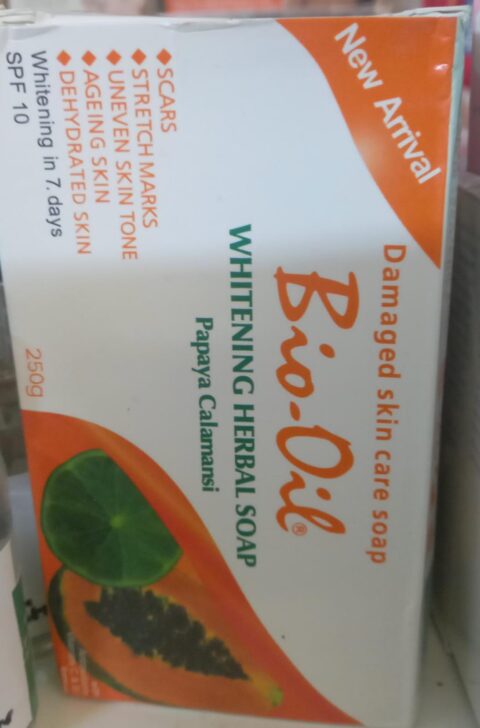 New Arrival
Damaged skin care soap
Bio-Oil®
WHITENING HERBAL SOAP
Papaya Calamansi
◆SCARS
◆STRETCH MARKS
◆UNEVEN SKIN TONE
◆AGEING SKIN
◆DEHYDRATED SKIN
Whitening in 7.days
SPF 10
250g